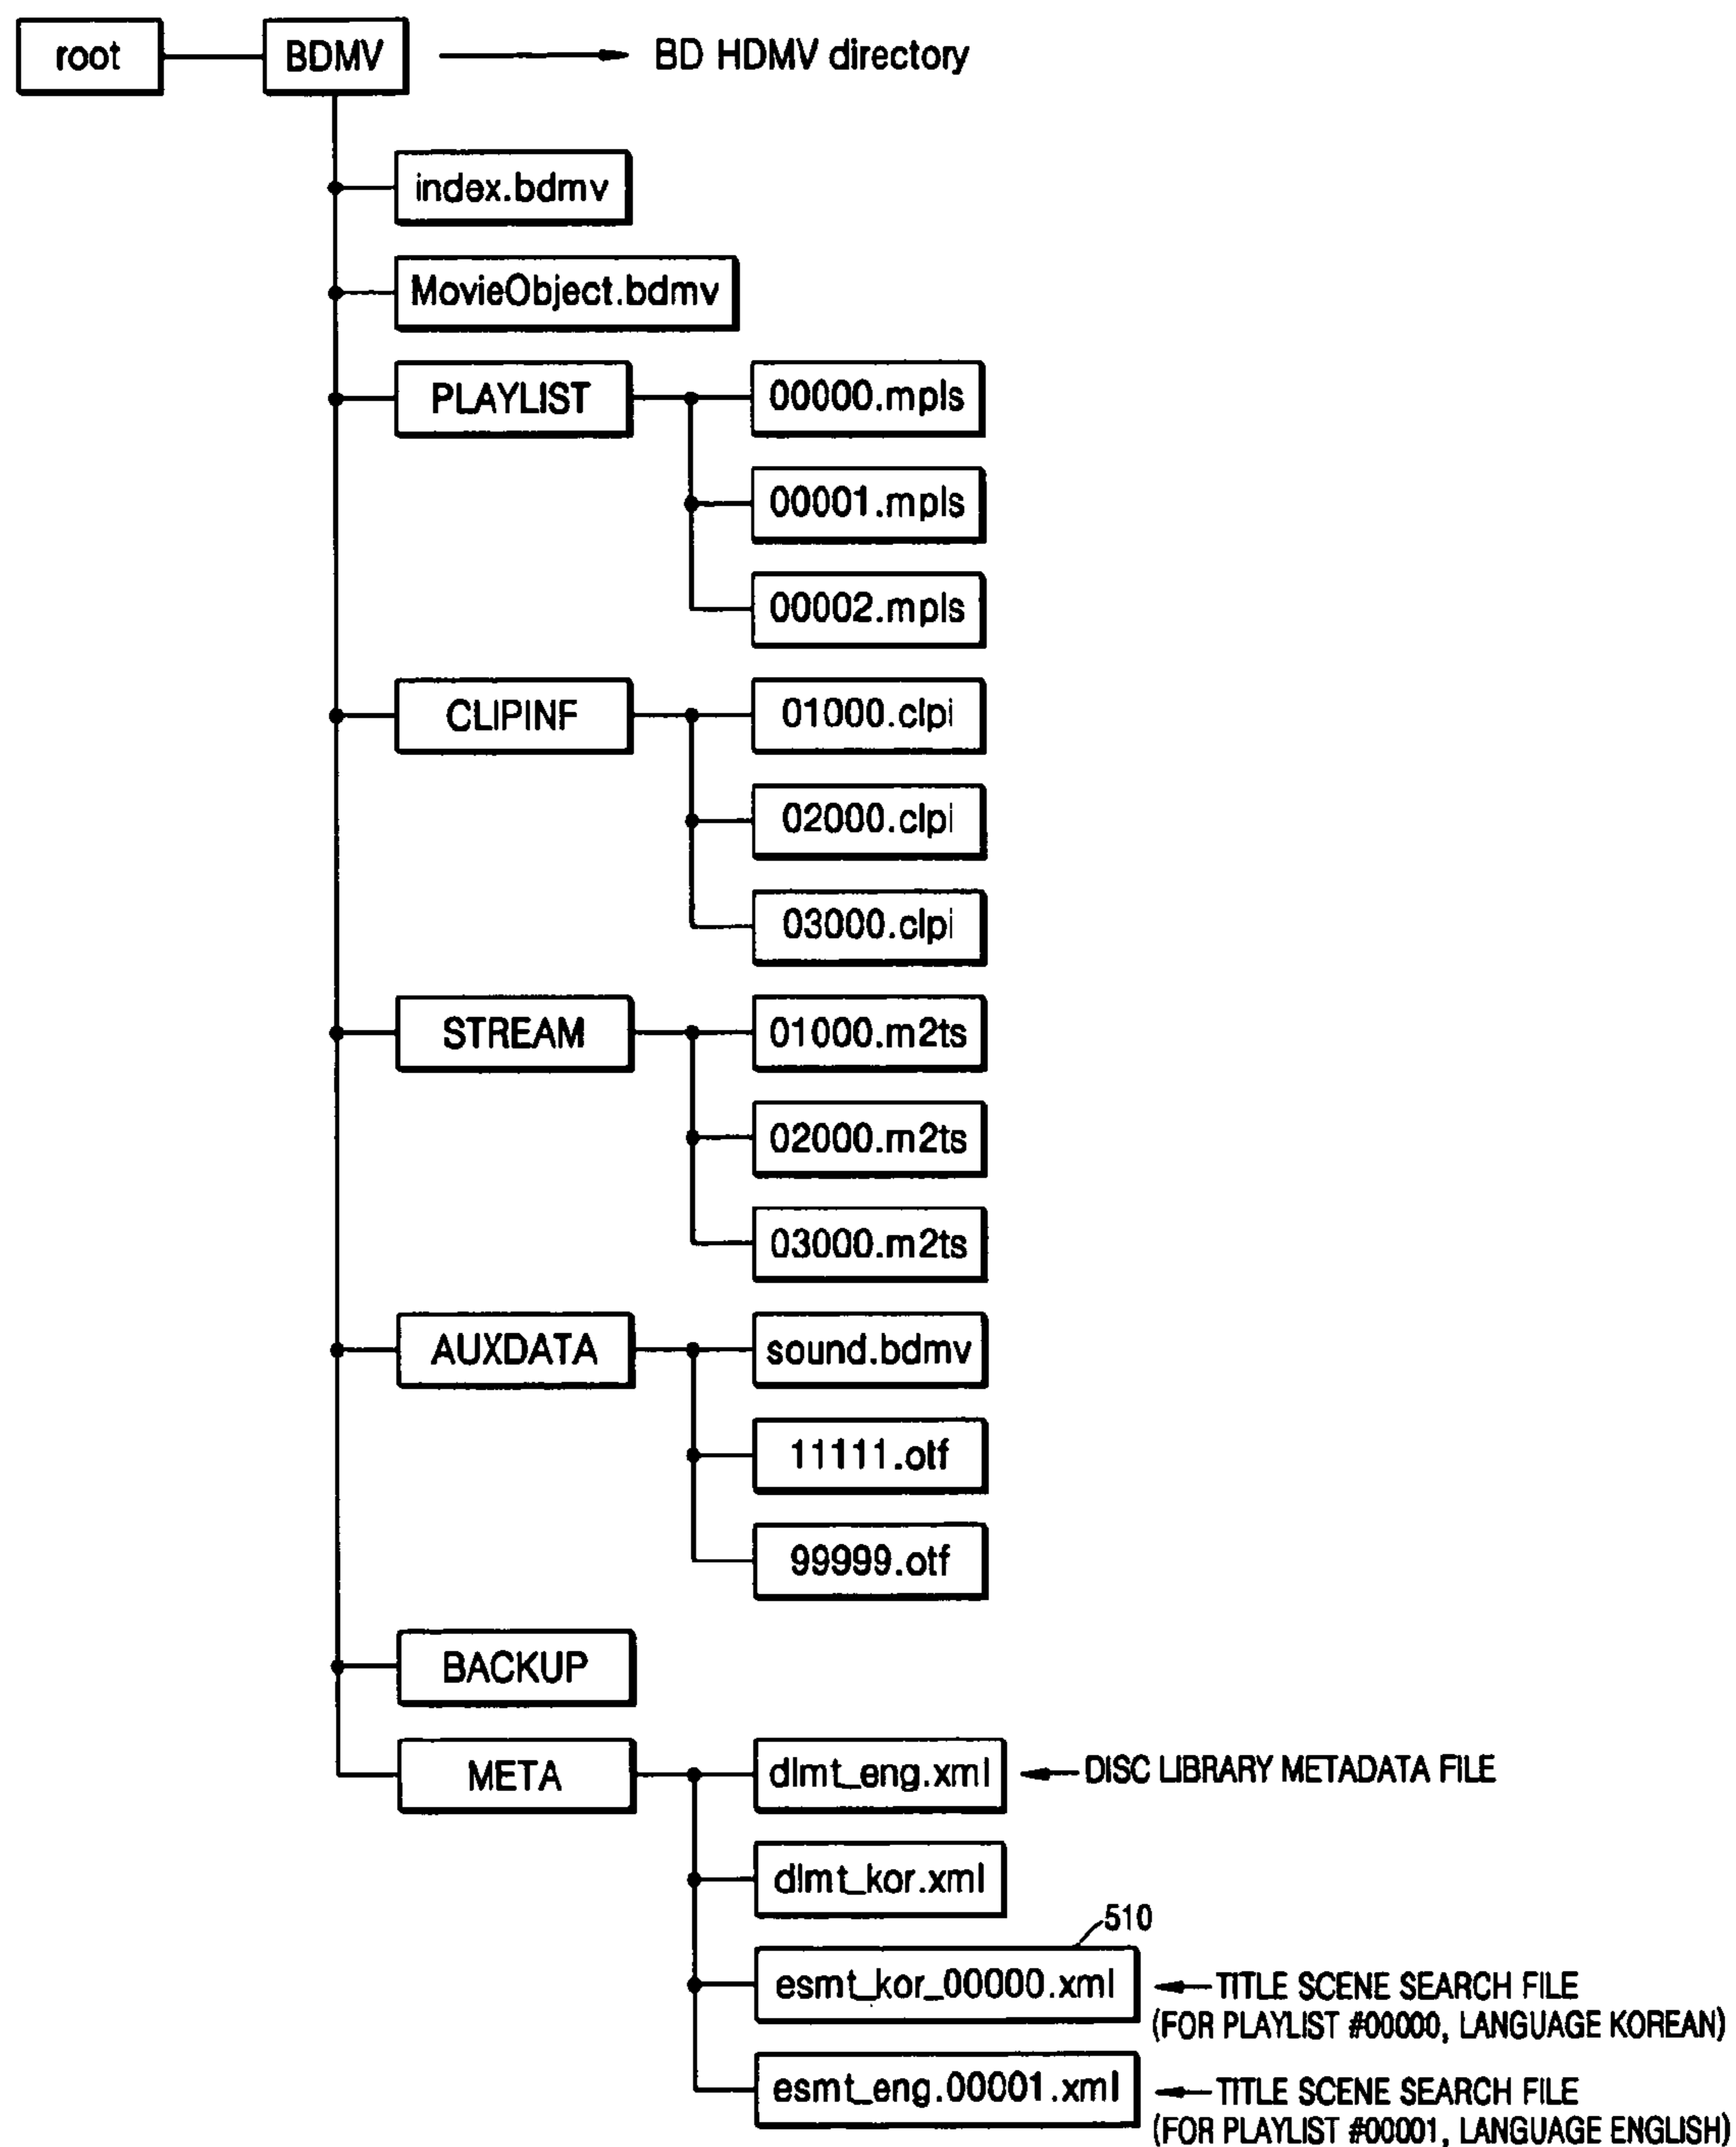 root
BDMV
BD HDMV directory
index.bdmv
MovieObject.bdmv
PLAYLIST
00000.mpls
00001.mpls
00002.mpls
CLIPINF
01000.clpi
02000.clpi
03000.clpi
STREAM
01000.m2ts
02000.m2ts
03000.m2ts
AUXDATA
sound.bdmv
11111.otf
99999.otf
BACKUP
META
dlmt_eng.xml
DISC LIBRARY METADATA FILE
dlmt_kor.xml
510
esmt_kor_00000.xml
TITLE SCENE SEARCH FILE
(FOR PLAYLIST #00000, LANGUAGE KOREAN)
esmt_eng.00001.xml
TITLE SCENE SEARCH FILE
(FOR PLAYLIST #00001, LANGUAGE ENGLISH)